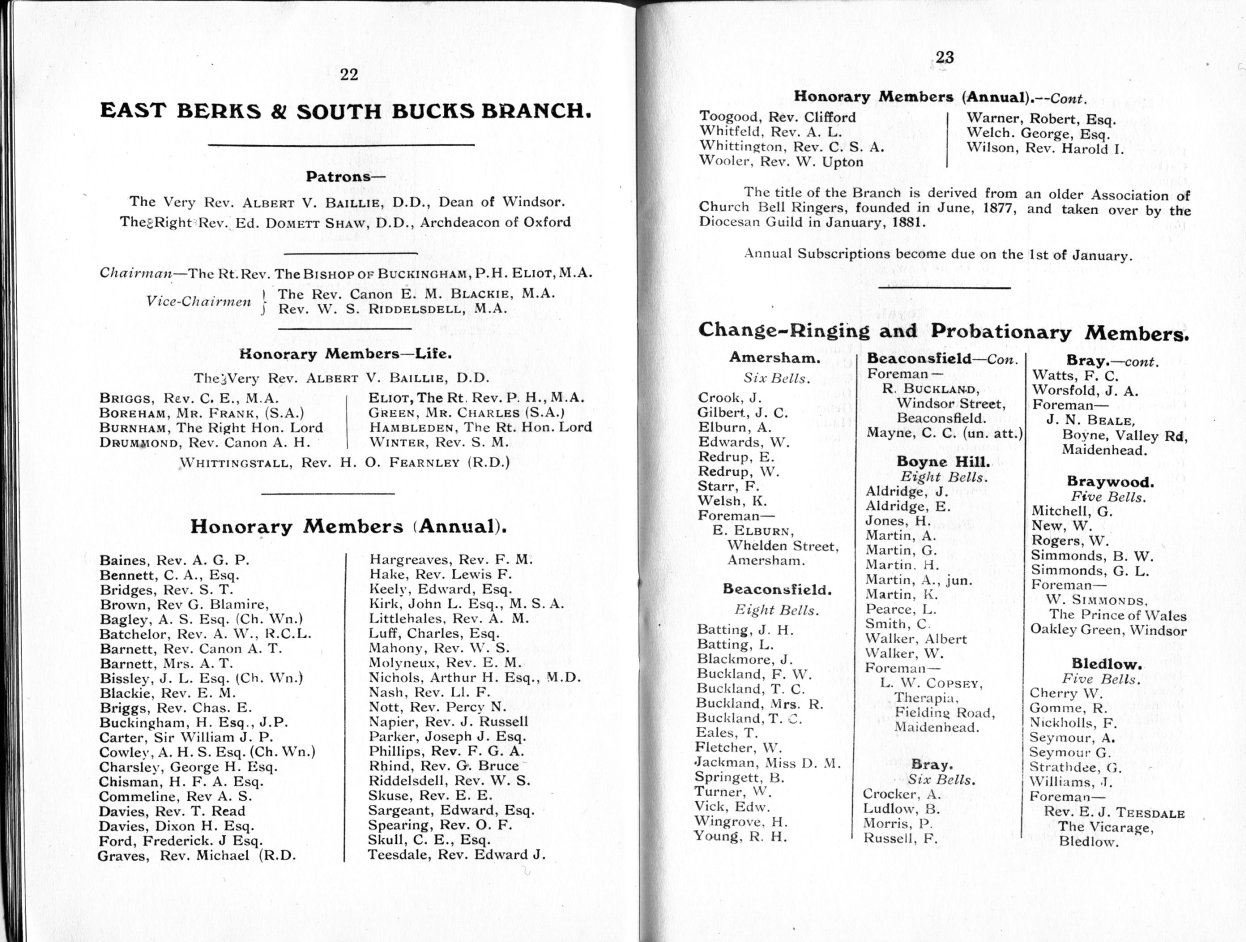 22
EAST BERKS & SOUTH BUCKS BRANCH.
Patrons—
The Very Rev. ALBERT V. BAILLIE, D.D., Dean of Windsor.
The Right Rev. Ed. DOMETT SHAW, D.D., Archdeacon of Oxford
Chairman—The Rt. Rev. The BISHOP OF BUCKINGHAM, P. H. ELIOT, M.A.
Vice-Chairmen } The Rev. Canon E. M. BLACKIE, M.A.
Rev. W. S. RIDDELSDELL, M.A.
Honorary Members—Life.
The Very Rev. ALBERT V. BAILLIE, D.D.
BRIGGS, Rev. C. E., M.A.
BOREHAM, MR. FRANK, (S.A.)
BURNHAM, The Right Hon. Lord
DRUMMOND, Rev. Canon A. H.
ELIOT, The Rt. Rev. P. H., M.A.
GREEN, MR. CHARLES (S.A.)
HAMBLEDEN, The Rt. Hon. Lord
WINTER, Rev. S. M.
WHITTINGSTALL, Rev. H. O. FEARNLEY (R.D.)
Honorary Members (Annual).
Baines, Rev. A. G. P.
Bennett, C. A., Esq.
Bridges, Rev. S. T.
Brown, Rev G. Blamire,
Bagley, A. S. Esq. (Ch. Wn.)
Batchelor, Rev. A. W., R.C.L.
Barnett, Rev. Canon A. T.
Barnett, Mrs. A. T.
Bissley, J. L. Esq. (Ch. Wn.)
Blackie, Rev. E. M.
Briggs, Rev. Chas. E.
Buckingham, H. Esq., J.P.
Carter, Sir William J. P.
Cowley, A. H. S. Esq. (Ch. Wn.)
Charsley, George H. Esq.
Chisman, H. F. A. Esq.
Commeline, Rev A. S.
Davies, Rev. T. Read
Davies, Dixon H. Esq.
Ford, Frederick. J Esq.
Graves, Rev. Michael (R.D.
Hargreaves, Rev. F. M.
Hake, Rev. Lewis F.
Keely, Edward, Esq.
Kirk, John L. Esq., M. S. A.
Littlehales, Rev. A. M.
Luff, Charles, Esq.
Mahony, Rev. W. S.
Molyneux, Rev. E. M.
Nichols, Arthur H. Esq., M.D.
Nash, Rev. Ll. F.
Nott, Rev. Percy N.
Napier, Rev. J. Russell
Parker, Joseph J. Esq.
Phillips, Rev. F. G. A.
Rhind, Rev. G. Bruce
Riddelsdell, Rev. W. S.
Skuse, Rev. E. E.
Sargeant, Edward, Esq.
Spearing, Rev. O. F.
Skull, C. E., Esq.
Teesdale, Rev. Edward J.
23
Honorary Members (Annual).--Cont.
Toogood, Rev. Clifford
Whitfeld, Rev. A. L.
Whittington, Rev. C. S. A.
Wooler, Rev. W. Upton
Warner, Robert, Esq.
Welch. George, Esq.
Wilson, Rev. Harold I.
The title of the Branch is derived from an older Association of
Church Bell Ringers, founded in June, 1877, and taken over by the
Diocesan Guild in January, 1881.
Annual Subscriptions become due on the 1st of January.
Change-Ringing and Probationary Members.
Amersham.
Six Bells.
Crook, J.
Gilbert, J. C.
Elburn, A.
Edwards, W.
Redrup, E.
Redrup, W.
Starr, F.
Welsh, K.
Foreman—
E. ELBURN,
Whelden Street,
Amersham.
Beaconsfield.
Eight Bells.
Batting, J. H.
Batting, L.
Blackmore, J.
Buckland, F. W.
Buckland, T. C.
Buckland, Mrs. R.
Buckland, T. C.
Eales, T.
Fletcher, W.
Jackman, Miss D. M.
Springett, B.
Turner, W.
Vick, Edw.
Wingrove, H.
Young, R. H.
Beaconsfield—Con.
Foreman—
R. BUCKLAND,
Windsor Street,
Beaconsfield.
Mayne, C. C. (un. att.)
Boyne Hill.
Eight Bells.
Aldridge, J.
Aldridge, E.
Jones, H.
Martin, A.
Martin, G.
Martin. H.
Martin, A., jun.
Martin, K.
Pearce, L.
Smith, C.
Walker, Albert
Walker, W.
Foreman—
L. W. COPSEY,
Therapia,
Fielding Road,
Maidenhead.
Bray.
Six Bells.
Crocker, A.
Ludlow, B.
Morris, P.
Russell, F.
Bray.—cont.
Watts, F. C.
Worsfold, J. A.
Foreman—
J. N. BEALE,
Boyne, Valley Rd,
Maidenhead.
Braywood.
Five Bells.
Mitchell, G.
New, W.
Rogers, W.
Simmonds, B. W.
Simmonds, G. L.
Foreman—
W. SIMMONDS,
The Prince of Wales
Oakley Green, Windsor
Bledlow.
Five Bells.
Cherry W.
Gomme, R.
Nickholls, F.
Seymour, A.
Seymour G.
Strathdee, G.
Williams, J.
Foreman—
Rev. E. J. TEESDALE
The Vicarage,
Bledlow.